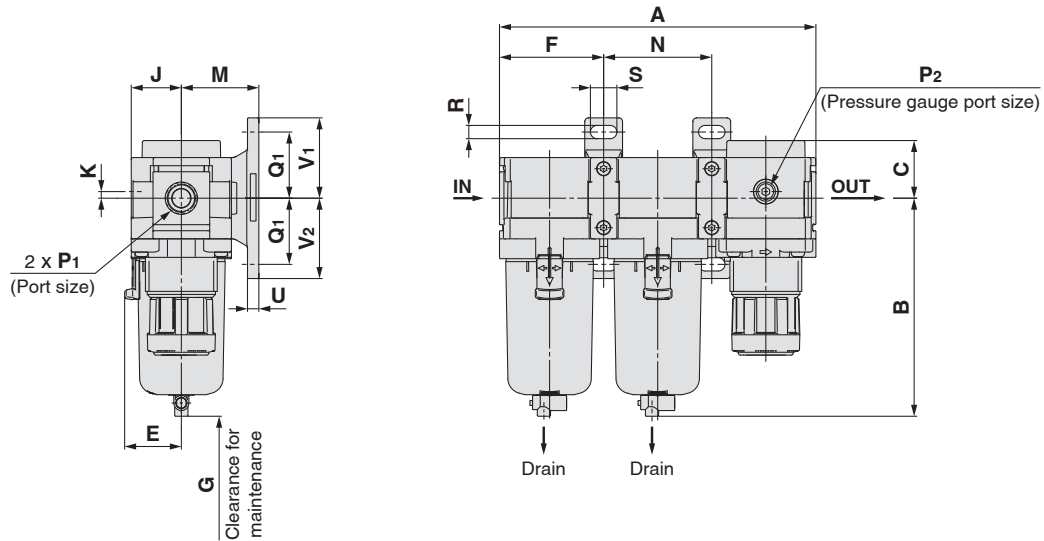 A
F
N
S
R
P2
(Pressure gauge port size)
C
IN
OUT
B
Drain
Drain
J
M
K
Q1
V1
Q1
V2
2 x P1
(Port size)
U
E
G
Clearance for
maintenance